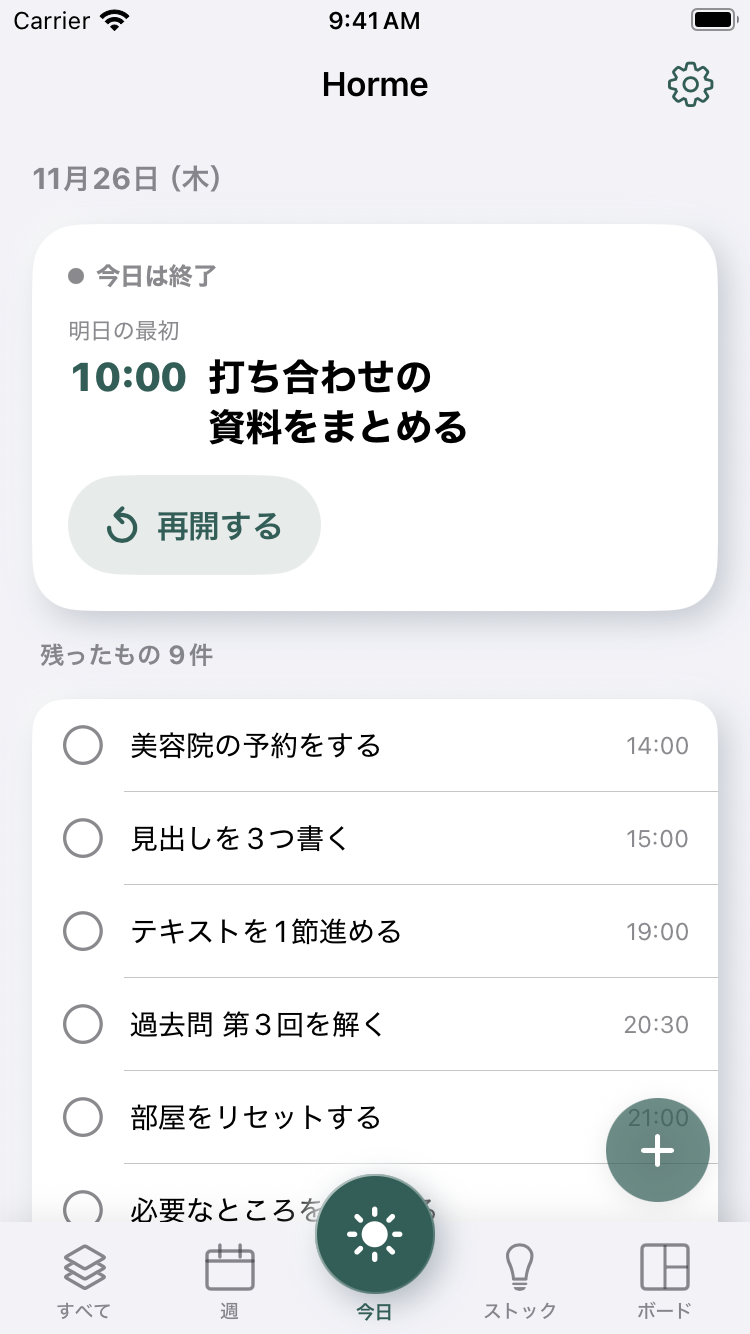 Carrier 9:41 AM
Horme
11月26日（木）
今日は終了
明日の最初
10:00 打ち合わせの
資料をまとめる
再開する
残ったもの 9件
美容院の予約をする 14:00
見出しを3つ書く 15:00
テキストを1節進める 19:00
過去問 第3回を解く 20:30
部屋をリセットする 21:00
必要なところを
すべて 週 今日 ストック ボード